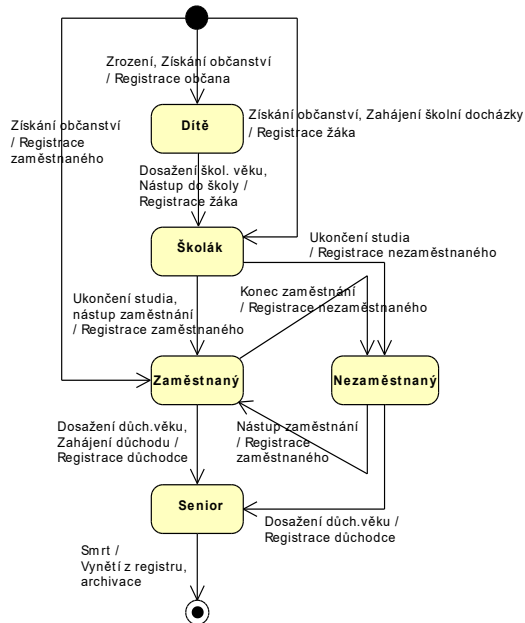 Zrození, Získání občanství
/ Registrace občana
Získání občanství
/ Registrace
zaměstnaného
Dítě
Získání občanství, Zahájení školní docházky
/ Registrace žáka
Dosažení škol. věku,
Nástup do školy /
Registrace žáka
Školák
Ukončení studia
/ Registrace nezaměstnaného
Ukončení studia,
nástup zaměstnání
/ Registrace zaměstnaného
Konec zaměstnání
/ Registrace nezaměstnaného
Zaměstnaný
Nezaměstnaný
Dosažení důch.věku,
Zahájení důchodu /
Registrace důchodce
Nástup zaměstnání
/ Registrace
zaměstnaného
Senior
Dosažení důch.věku /
Registrace důchodce
Smrt /
Vynětí z registru,
archivace